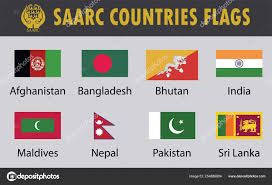 SAARC COUNTRIES FLAGS
Afghanistan Bangladesh Bhutan India
Maldives Nepal Pakistan Sri Lanka
depositphotos